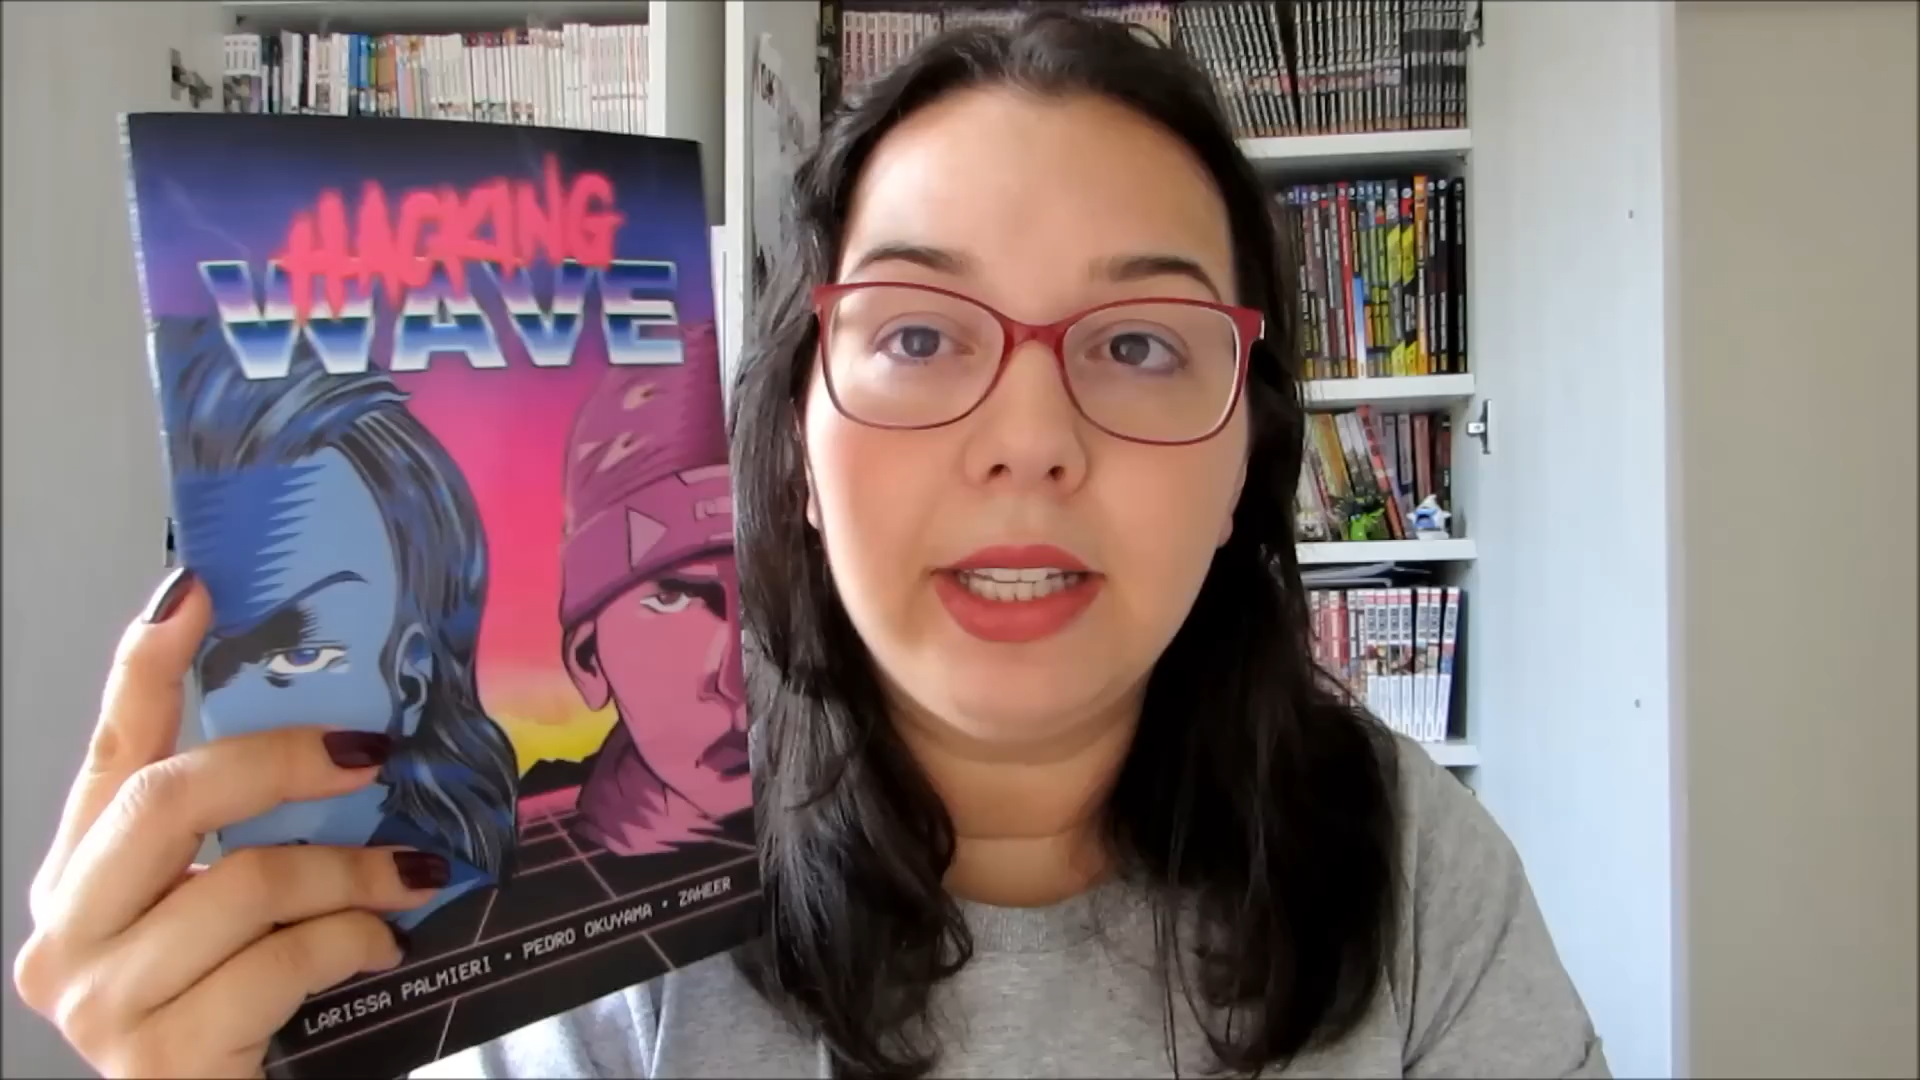 HACKING
WAVE
LARISSA PALMIERI • PEDRO OKUYAMA • ZAHEER